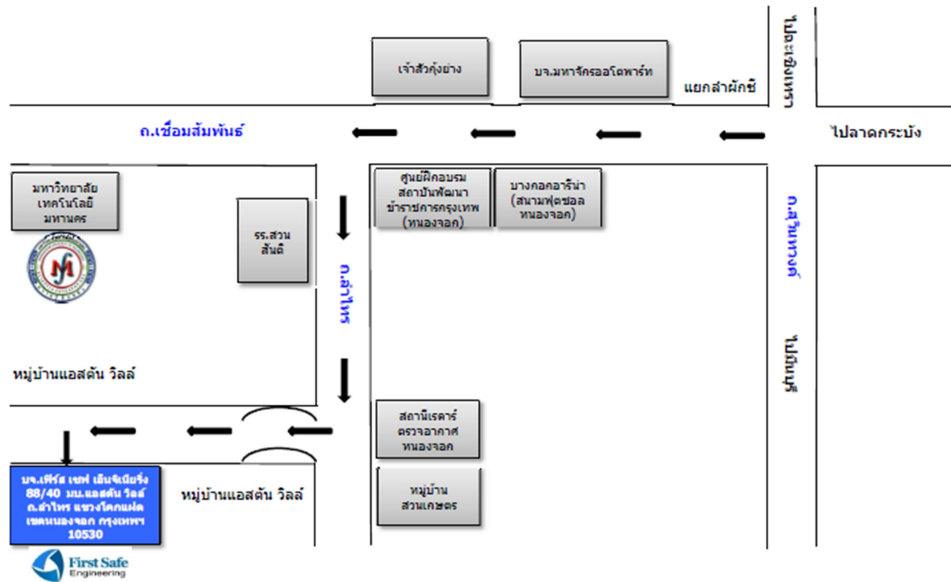 ไปฉะเชิงเทรา
เจ้าสัวกุ้งย่าง
บจ.มหาจักรออโตพาร์ท
แยกลำผักชี
ถ.เชื่อมสัมพันธ์
ไปลาดกระบัง
มหาวิทยาลัย
เทคโนโลยี
มหานคร
รร.สวน
สันติ
ศูนย์ฝึกอบรม
สถาบันพัฒนา
ข้าราชการกรุงเทพ
(หนองจอก)
บางกอกอารีน่า
(สนามฟุตซอล
หนองจอก)
ถ.สุวินทวงศ์
ถ.ลำไทร
ไปมีนบุรี
หมู่บ้านแอสตัน วิลล์
สถานีเรดาร์
ตรวจอากาศ
หนองจอก
บจ.เฟิร์ส เซฟ เอ็นจิเนียริ่ง
88/40 มบ.แอสตัน วิลล์
ถ.ลำไทร แขวงโคกแฝด
เขตหนองจอก กรุงเทพฯ
10530
หมู่บ้านแอสตัน วิลล์
หมู่บ้าน
สวนเกษตร
First Safe
Engineering